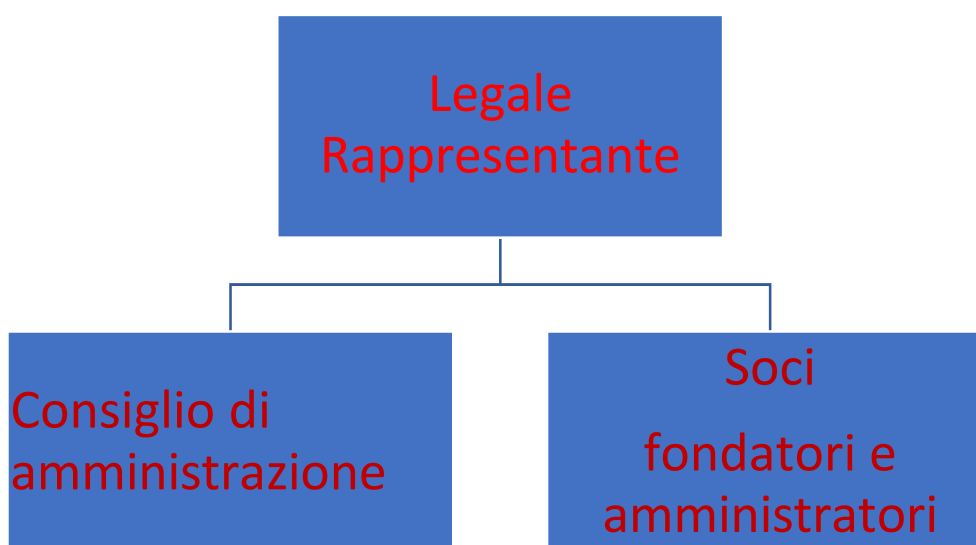 Legale
Rappresentante
Consiglio di
amministrazione
Soci
fondatori e
amministratori